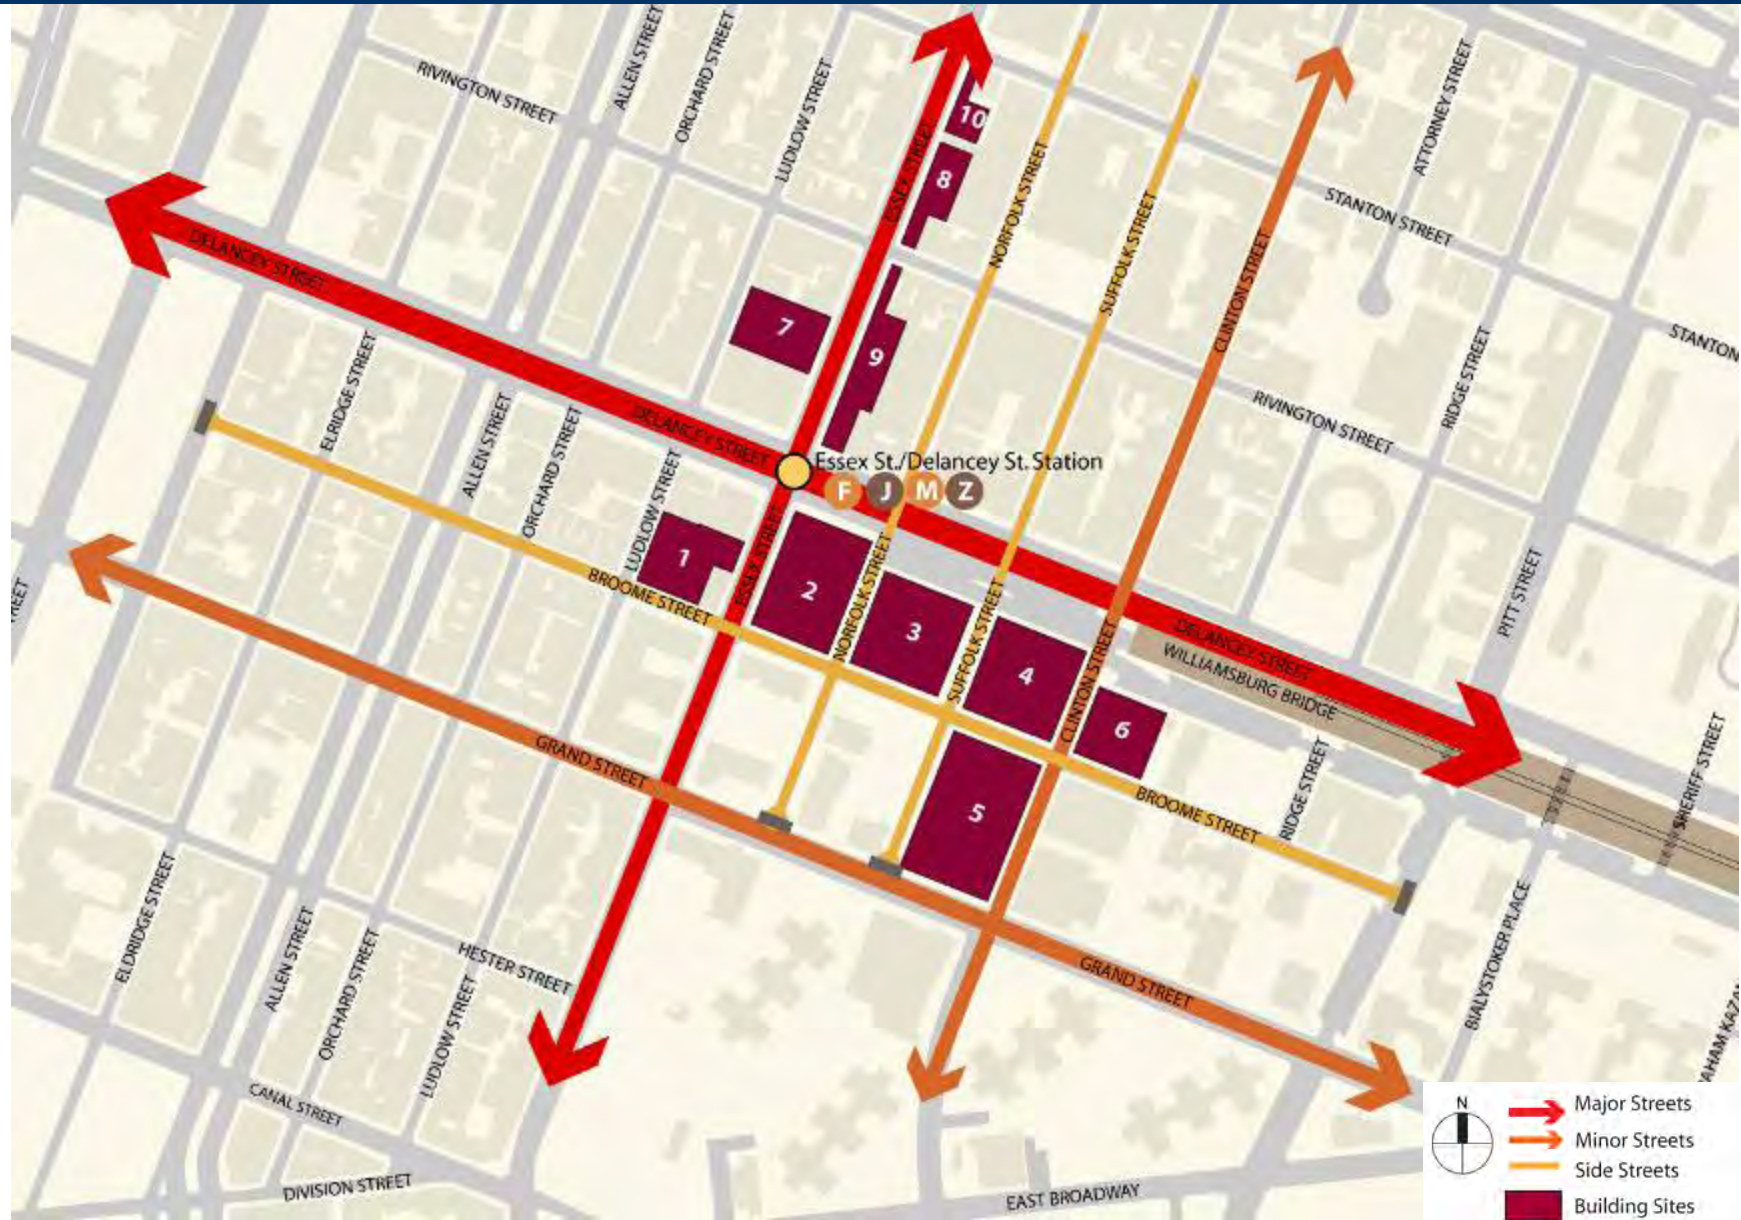 RIVINGTON STREET
ALLEN STREET
ORCHARD STREET
LUDLOW STREET
ESSEX STREET
10
8
NORFOLK STREET
SUFFOLK STREET
CLINTON STREET
ATTORNEY STREET
STANTON STREET
STANTON
DELANCEY STREET
7
9
RIDGE STREET
RIVINGTON STREET
ELRIDGE STREET
ALLEN STREET
ORCHARD STREET
LUDLOW STREET
DELANCEY STREET
Essex St./Delancey St. Station
F J M Z
1
2
3
4
5
6
ESSEX STREET
NORFOLK STREET
SUFFOLK STREET
CLINTON STREET
BROOME STREET
PITT STREET
DELANCEY STREET
WILLIAMSBURG BRIDGE
GRAND STREET
BROOME STREET
RIDGE STREET
SHERIFF STREET
ELDRIDGE STREET
ALLEN STREET
ORCHARD STREET
LUDLOW STREET
HESTER STREET
GRAND STREET
BIALYSTOKER PLACE
AHAM KAZAN
CANAL STREET
DIVISION STREET
EAST BROADWAY
N
Major Streets
Minor Streets
Side Streets
Building Sites